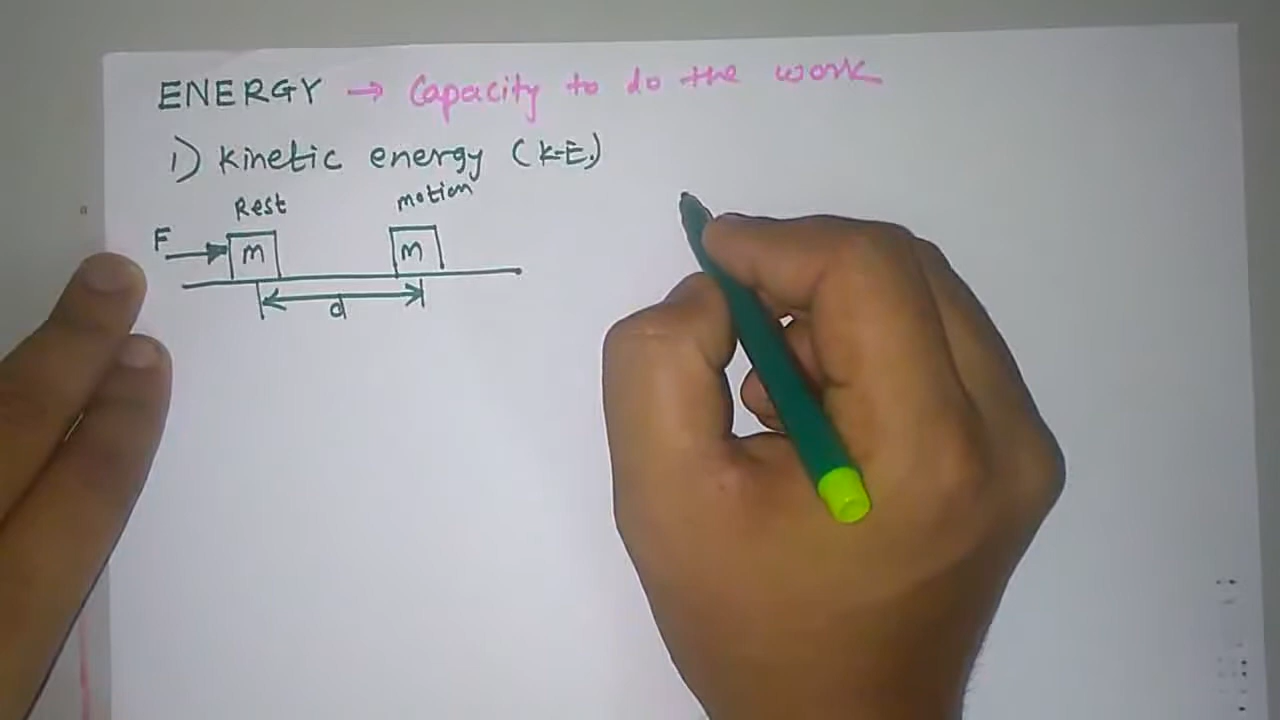 ENERGY → Capacity to do the work
1) Kinetic energy (K.E.)
Rest motion
F m m
d